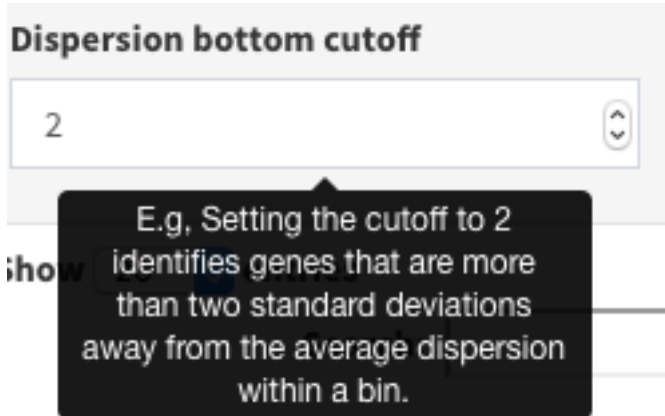 Dispersion bottom cutoff
2
E.g, Setting the cutoff to 2
identifies genes that are more
than two standard deviations
away from the average dispersion
within a bin.
Show